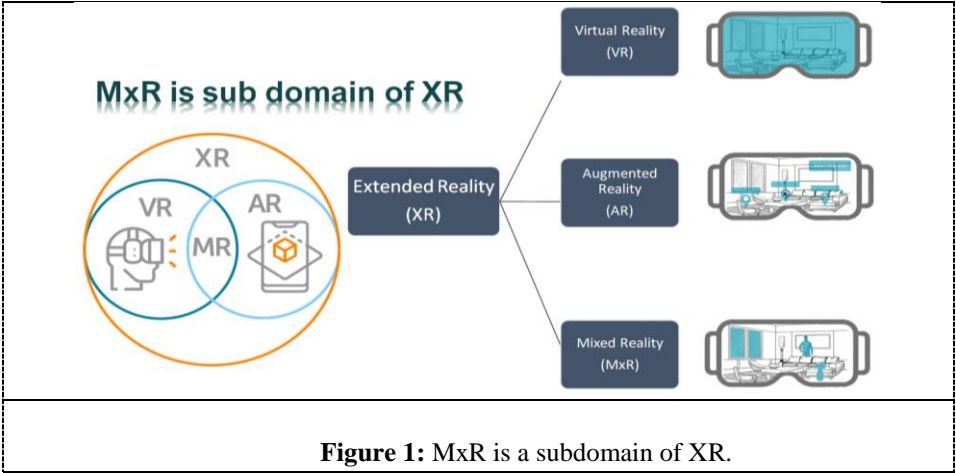 MxR is sub domain of XR
XR
VR
AR
MR
Extended Reality
(XR)
Virtual Reality
(VR)
Augmented
Reality
(AR)
Mixed Reality
(MxR)
Figure 1: MxR is a subdomain of XR.